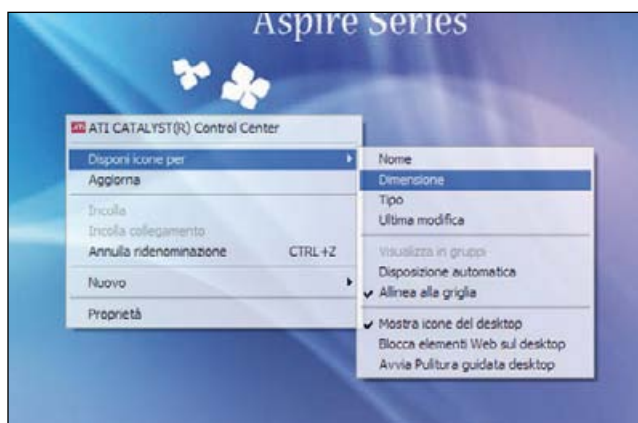 Aspire Series
ATI
ATI CATALYST(R) Control Center
Disponi icone per
Aggiorna
Incolla
Incolla collegamento
Annulla ridenominazione CTRL+Z
Nuovo
Proprietà
Nome
Dimensione
Tipo
Ultima modifica
Visualizza in gruppi
Disposizione automatica
Allinea alla griglia
Mostra icone del desktop
Blocca elementi Web sul desktop
Avvia Pulitura guidata desktop